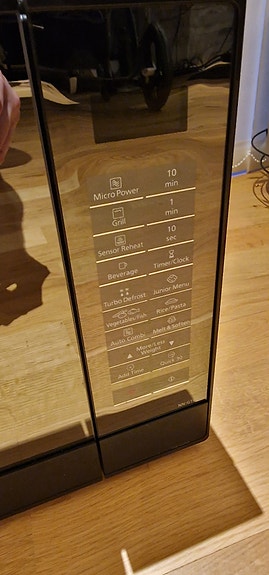 Micro Power
10
min
Grill
1
min
Sensor Reheat
10
sec
Beverage
Timer/Clock
Turbo Defrost
Junior Menu
Vegetables/Fish
Rice/Pasta
Auto Combi
Melt & Soften
More/Less
Weight
Add Time
Quick 30